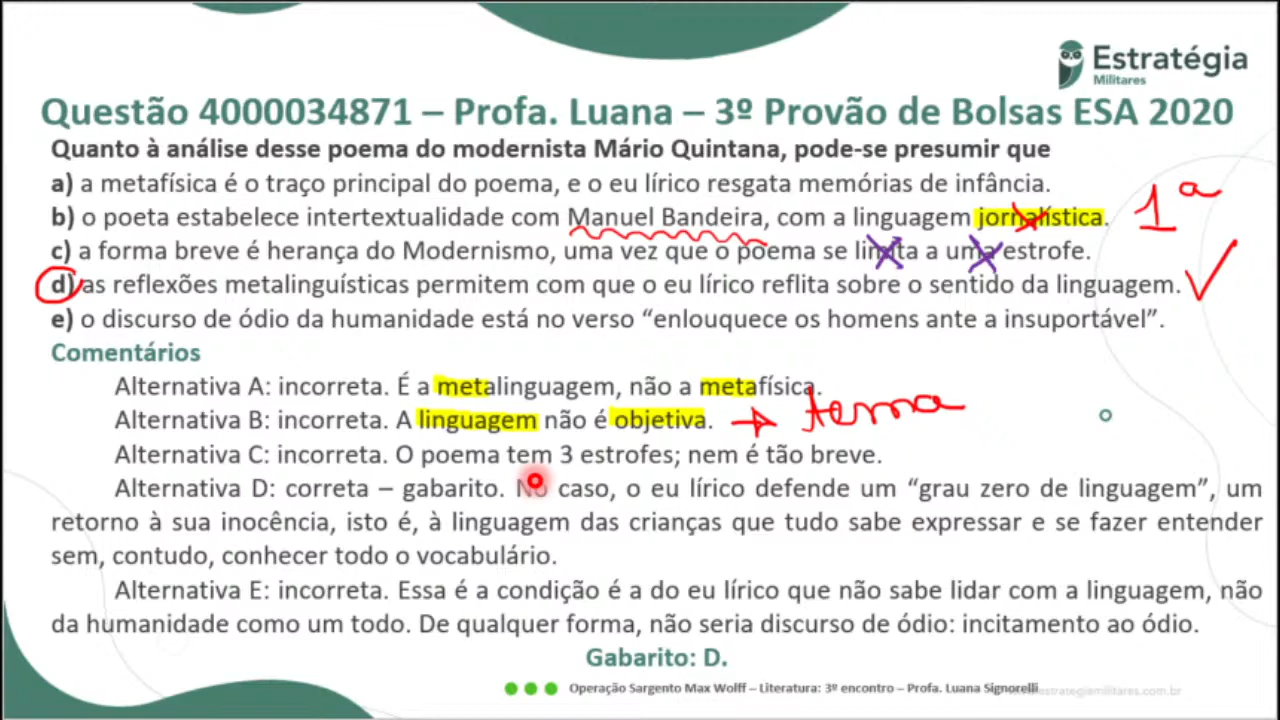 Estratégia
Militares
Questão 4000034871 – Profa. Luana – 3º Provão de Bolsas ESA 2020
Quanto à análise desse poema do modernista Mário Quintana, pode-se presumir que
a) a metafísica é o traço principal do poema, e o eu lírico resgata memórias de infância.
b) o poeta estabelece intertextualidade com Manuel Bandeira, com a linguagem jornalística. 1ª
c) a forma breve é herança do Modernismo, uma vez que o poema se limita a uma estrofe.
d) as reflexões metalinguísticas permitem com que o eu lírico reflita sobre o sentido da linguagem.
e) o discurso de ódio da humanidade está no verso “enlouquece os homens ante a insuportável”.
Comentários
Alternativa A: incorreta. É a metalinguagem, não a metafísica.
Alternativa B: incorreta. A linguagem não é objetiva. → tema
Alternativa C: incorreta. O poema tem 3 estrofes; nem é tão breve.
Alternativa D: correta – gabarito. No caso, o eu lírico defende um “grau zero de linguagem”, um
retorno à sua inocência, isto é, à linguagem das crianças que tudo sabe expressar e se fazer entender
sem, contudo, conhecer todo o vocabulário.
Alternativa E: incorreta. Essa é a condição é a do eu lírico que não sabe lidar com a linguagem, não
da humanidade como um todo. De qualquer forma, não seria discurso de ódio: incitamento ao ódio.
Gabarito: D.
Operação Sargento Max Wolff – Literatura: 3º encontro – Profa. Luana Signorelli